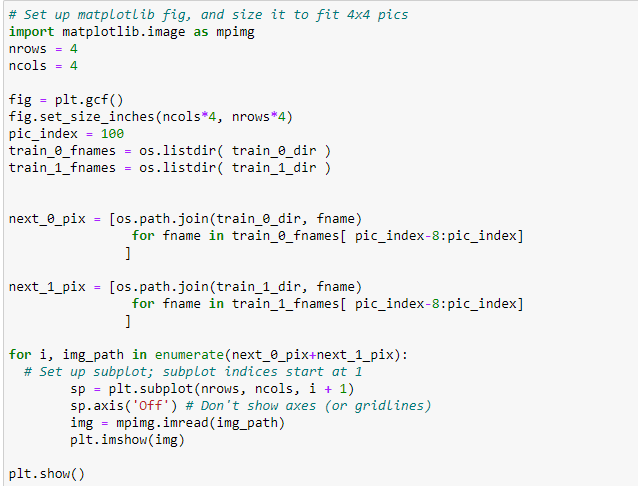 # Set up matplotlib fig, and size it to fit 4x4 pics
import matplotlib.image as mpimg
nrows = 4
ncols = 4
fig = plt.gcf()
fig.set_size_inches(ncols*4, nrows*4)
pic_index = 100
train_0_fnames = os.listdir( train_0_dir )
train_1_fnames = os.listdir( train_1_dir )
next_0_pix = [os.path.join(train_0_dir, fname)
for fname in train_0_fnames[ pic_index-8:pic_index]
]
next_1_pix = [os.path.join(train_1_dir, fname)
for fname in train_1_fnames[ pic_index-8:pic_index]
]
for i, img_path in enumerate(next_0_pix+next_1_pix):
# Set up subplot; subplot indices start at 1
sp = plt.subplot(nrows, ncols, i + 1)
sp.axis('Off') # Don't show axes (or gridlines)
img = mpimg.imread(img_path)
plt.imshow(img)
plt.show()